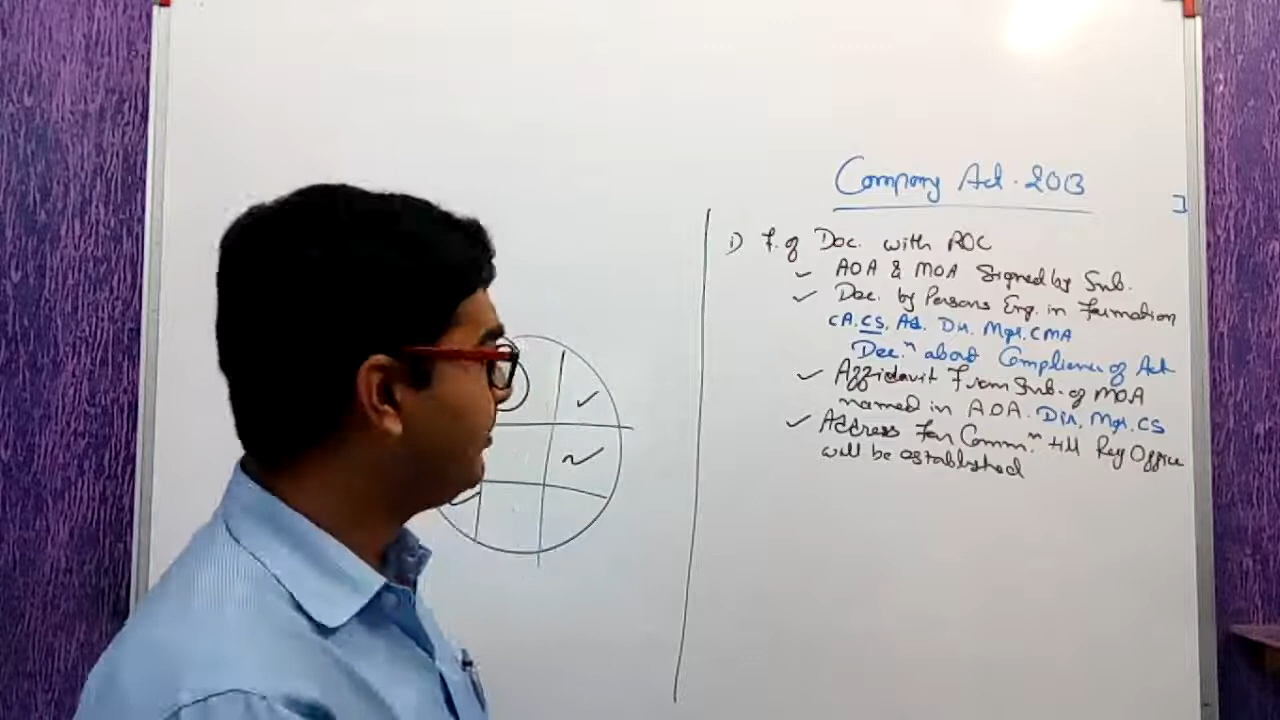 Company Act. 2013
1) F. of Doc. with ROC
AOA & MOA Signed by Sub.
Dec. by Persons Eng. in Formation
CA. CS. Ad. Dir. Mgr. CMA
Decⁿ about Compliance of Act
Affidavit From Sub. of MOA
named in AOA. Dir, Mgr. CS
Address For Commⁿ. till Reg Office
will be established